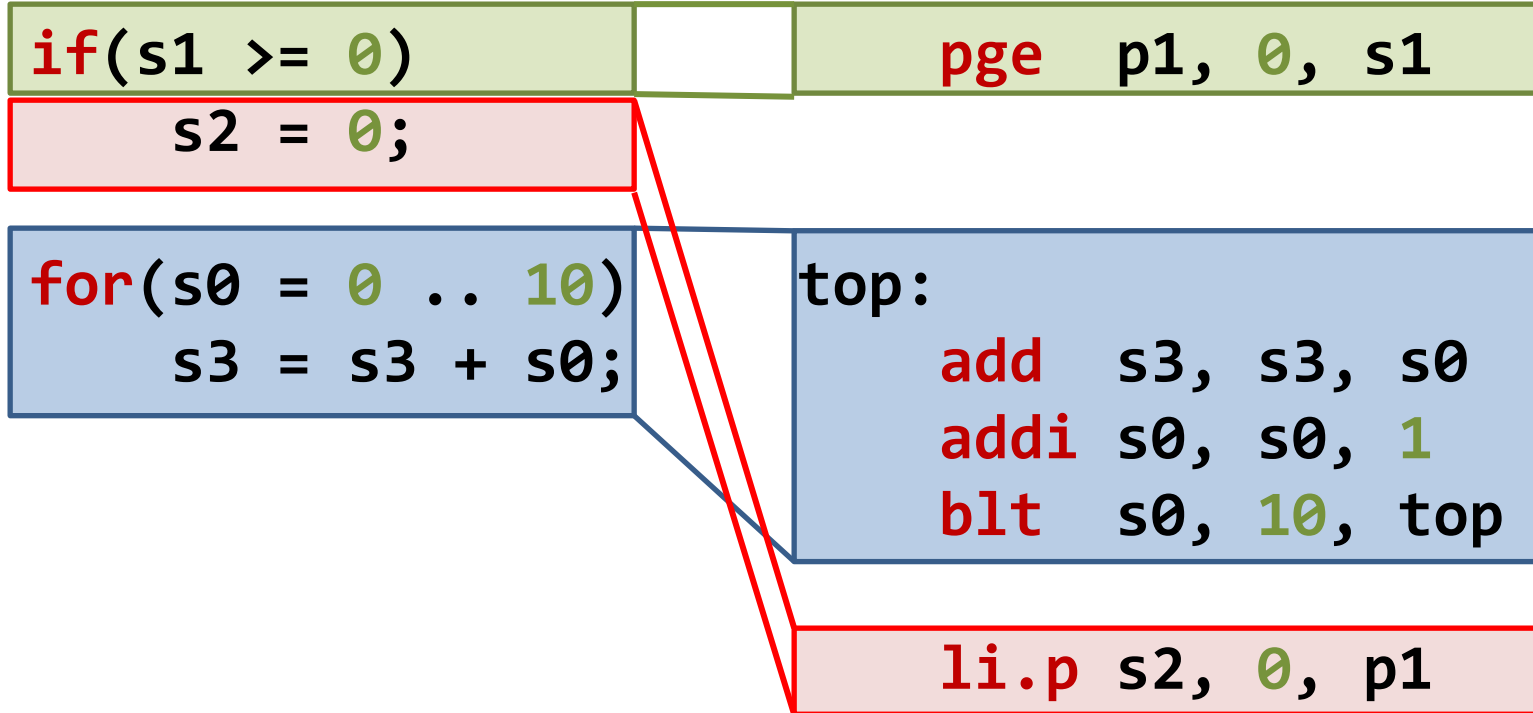 if(s1 >= 0)
    s2 = 0;
for(s0 = 0 .. 10)
    s3 = s3 + s0;
pge p1, 0, s1
top:
add s3, s3, s0
addi s0, s0, 1
blt s0, 10, top
li.p s2, 0, p1